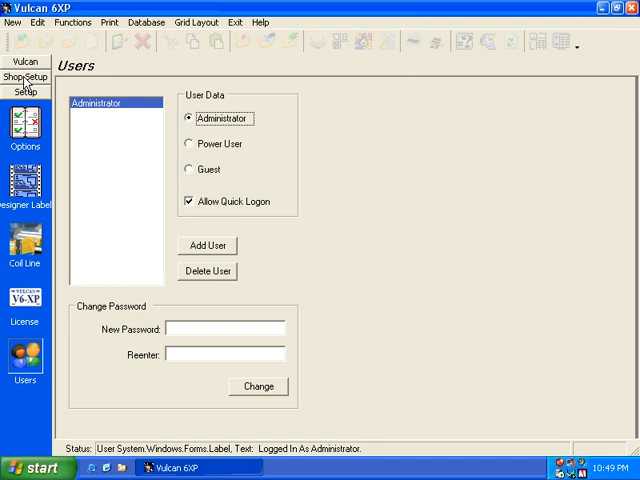 Vulcan 6XP
New Edit Functions Print Database Grid Layout Exit Help
Vulcan
Shop Setup
Setup
Users
Options
Designer Label
Coil Line
VULCAN
V6-XP
License
Users
Administrator
User Data
Administrator
Power User
Guest
Allow Quick Logon
Add User
Delete User
Change Password
New Password:
Reenter:
Change
Status: User System.Windows.Forms.Label, Text: Logged In As Administrator.
start
Vulcan 6XP
10:49 PM